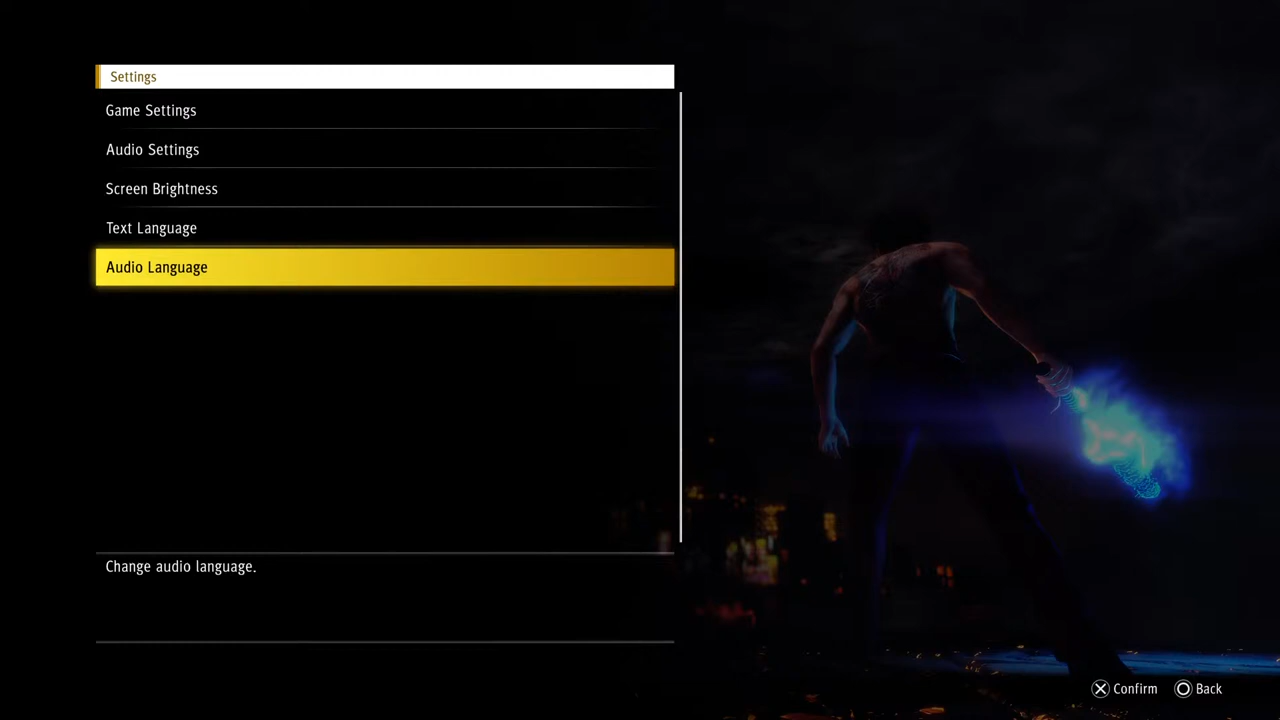 Settings
Game Settings
Audio Settings
Screen Brightness
Text Language
Audio Language
Change audio language.
Confirm Back